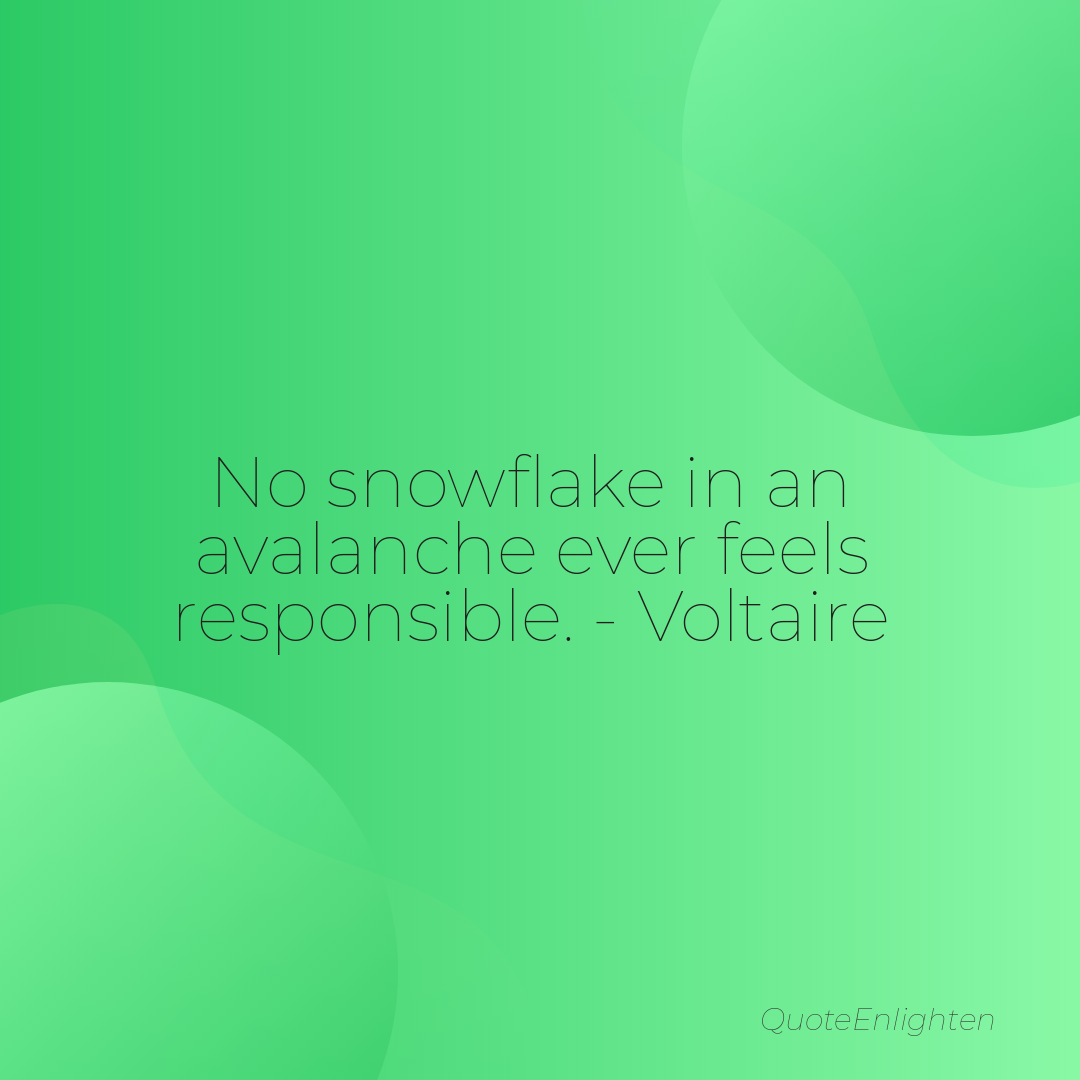 No snowflake in an
avalanche ever feels
responsible. - Voltaire
QuoteEnlighten